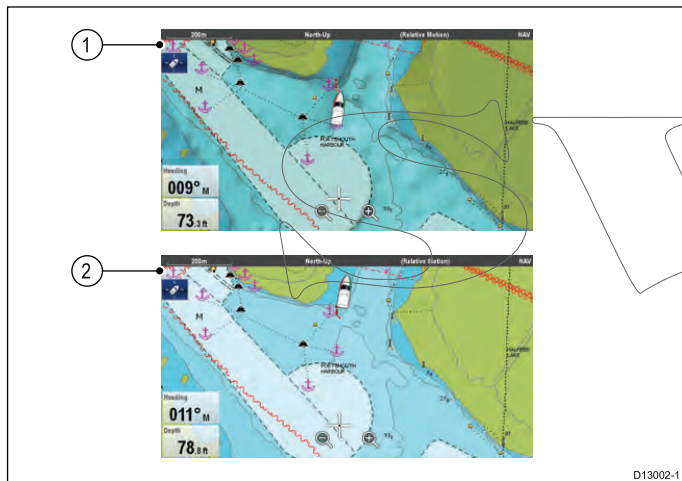 1
200m North-Up (Relative Motion) NAV
M
PORTSMOUTH
HARBOUR
Heading
009° M
Depth
73.3 ft
2
200m North-Up (Relative Motion) NAV
M
PORTSMOUTH
HARBOUR
Heading
011° M
Depth
78.8 ft
D13002-1